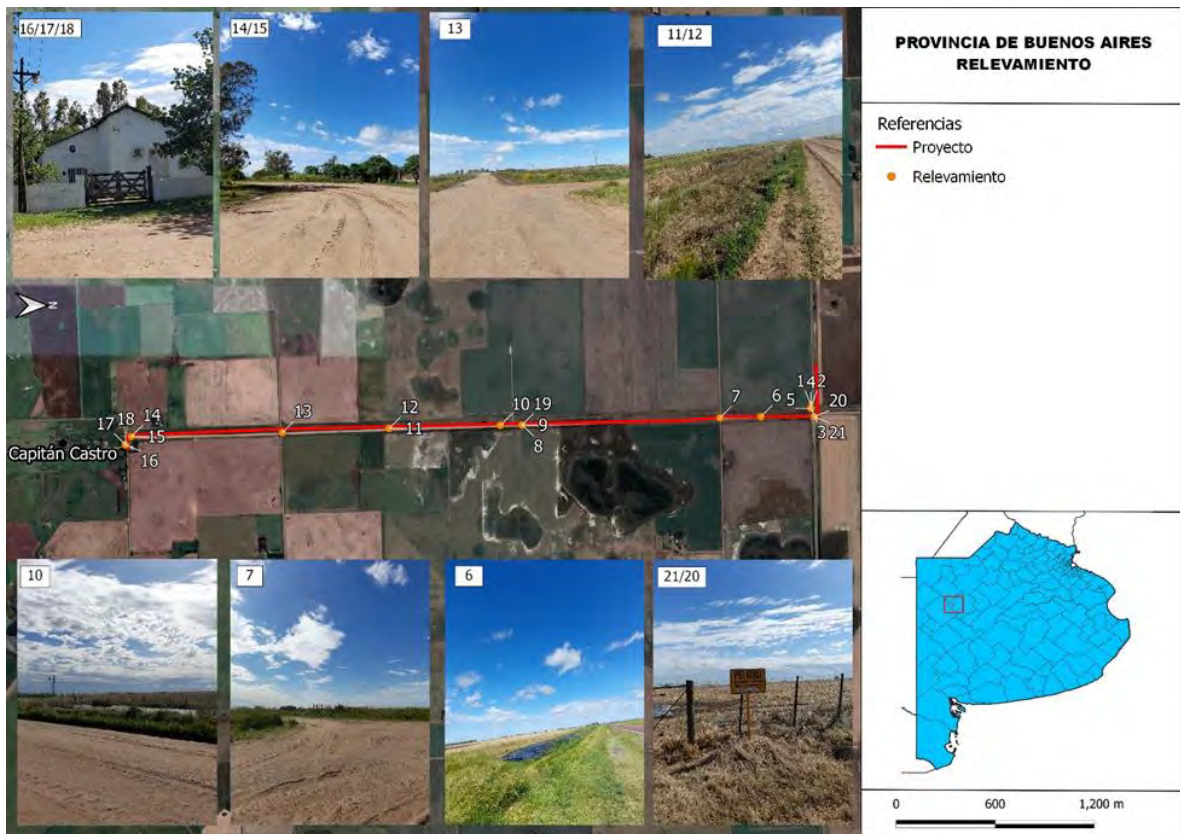 16/17/18
14/15
13
11/12
PROVINCIA DE BUENOS AIRES
RELEVAMIENTO
Referencias
Proyecto
Relevamiento
N
17 18 14
15
16
Capitán Castro
13
12
11
10 19
9
8
7
6
5 1 4 2
20
3 21
10
7
6
21/20
0 600 1,200 m